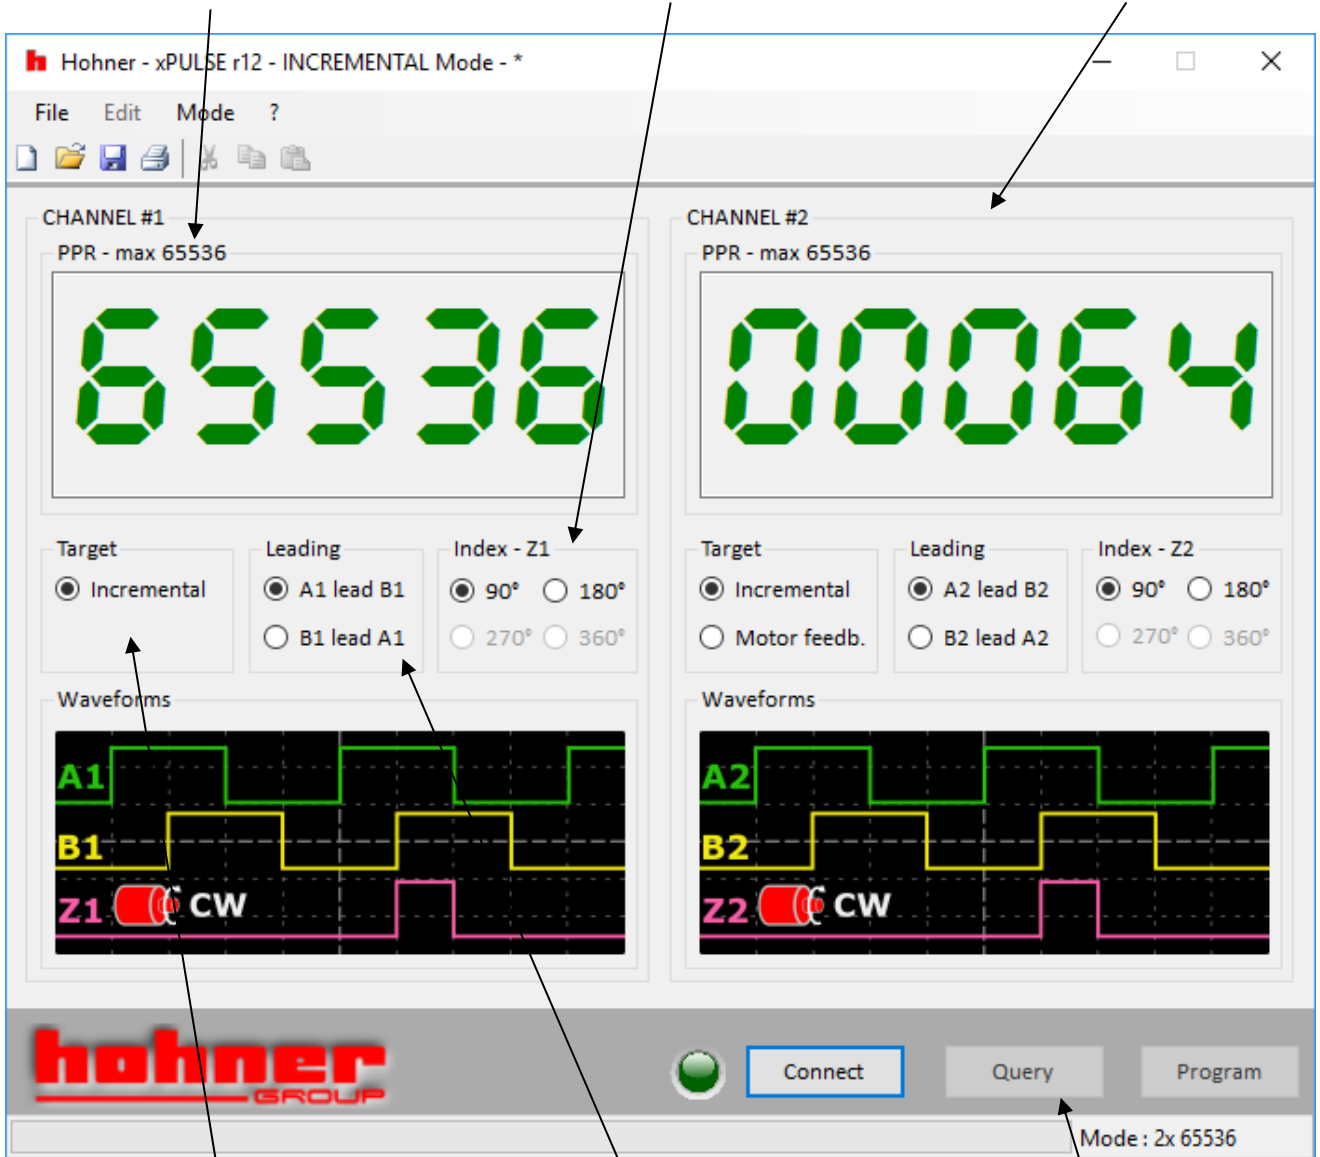 h Hohner - xPULSE r12 - INCREMENTAL Mode - *
File Edit Mode ?
CHANNEL #1
PPR - max 65536
65536
Target
Incremental
Leading
A1 lead B1
B1 lead A1
Index - Z1
90° 180°
270° 360°
Waveforms
A1
B1
Z1 CW
CHANNEL #2
PPR - max 65536
00064
Target
Incremental
Motor feedb.
Leading
A2 lead B2
B2 lead A2
Index - Z2
90° 180°
270° 360°
Waveforms
A2
B2
Z2 CW
hohner
GROUP
Connect Query Program
Mode : 2x 65536